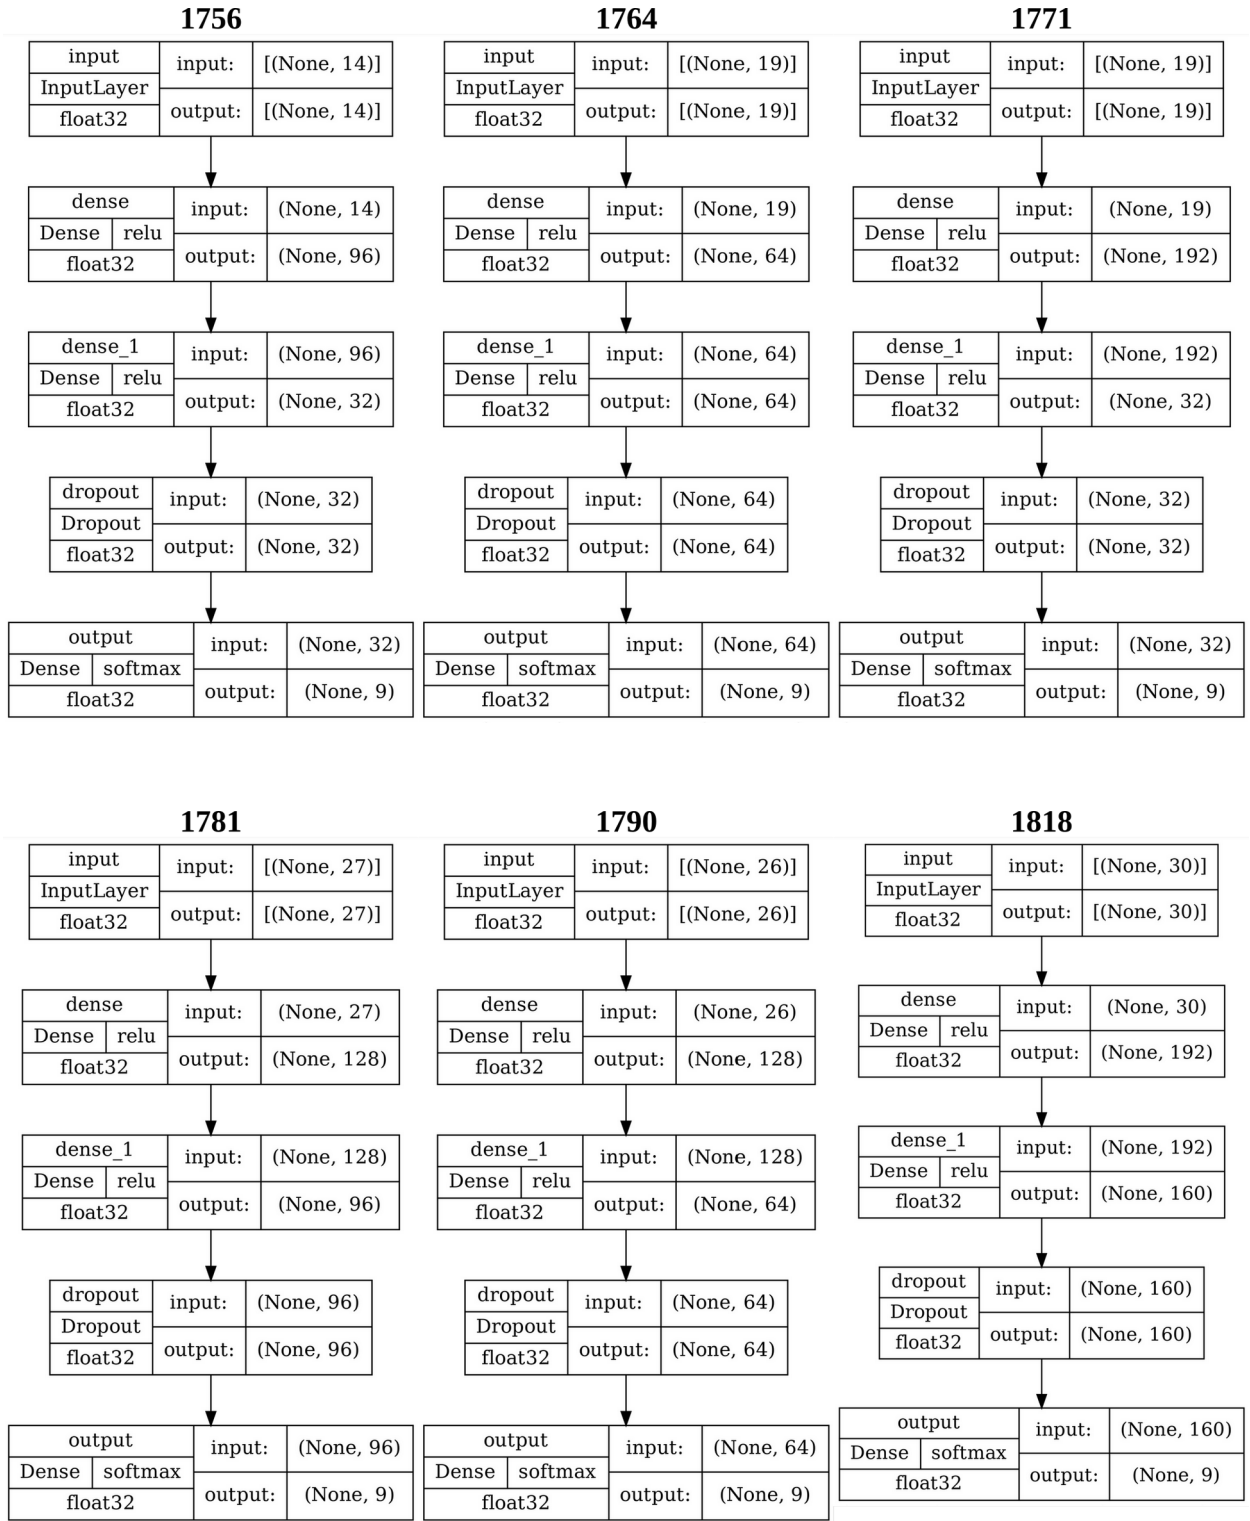 1756
input
InputLayer
float32
input:
[(None, 14)]
output:
[(None, 14)]
dense
Dense
relu
float32
input:
(None, 14)
output:
(None, 96)
dense_1
Dense
relu
float32
input:
(None, 96)
output:
(None, 32)
dropout
Dropout
float32
input:
(None, 32)
output:
(None, 32)
output
Dense
softmax
float32
input:
(None, 32)
output:
(None, 9)
1764
input
InputLayer
float32
input:
[(None, 19)]
output:
[(None, 19)]
dense
Dense
relu
float32
input:
(None, 19)
output:
(None, 64)
dense_1
Dense
relu
float32
input:
(None, 64)
output:
(None, 64)
dropout
Dropout
float32
input:
(None, 64)
output:
(None, 64)
output
Dense
softmax
float32
input:
(None, 64)
output:
(None, 9)
1771
input
InputLayer
float32
input:
[(None, 19)]
output:
[(None, 19)]
dense
Dense
relu
float32
input:
(None, 19)
output:
(None, 192)
dense_1
Dense
relu
float32
input:
(None, 192)
output:
(None, 32)
dropout
Dropout
float32
input:
(None, 32)
output:
(None, 32)
output
Dense
softmax
float32
input:
(None, 32)
output:
(None, 9)
1781
input
InputLayer
float32
input:
[(None, 27)]
output:
[(None, 27)]
dense
Dense
relu
float32
input:
(None, 27)
output:
(None, 128)
dense_1
Dense
relu
float32
input:
(None, 128)
output:
(None, 96)
dropout
Dropout
float32
input:
(None, 96)
output:
(None, 96)
output
Dense
softmax
float32
input:
(None, 96)
output:
(None, 9)
1790
input
InputLayer
float32
input:
[(None, 26)]
output:
[(None, 26)]
dense
Dense
relu
float32
input:
(None, 26)
output:
(None, 128)
dense_1
Dense
relu
float32
input:
(None, 128)
output:
(None, 64)
dropout
Dropout
float32
input:
(None, 64)
output:
(None, 64)
output
Dense
softmax
float32
input:
(None, 64)
output:
(None, 9)
1818
input
InputLayer
float32
input:
[(None, 30)]
output:
[(None, 30)]
dense
Dense
relu
float32
input:
(None, 30)
output:
(None, 192)
dense_1
Dense
relu
float32
input:
(None, 192)
output:
(None, 160)
dropout
Dropout
float32
input:
(None, 160)
output:
(None, 160)
output
Dense
softmax
float32
input:
(None, 160)
output:
(None, 9)